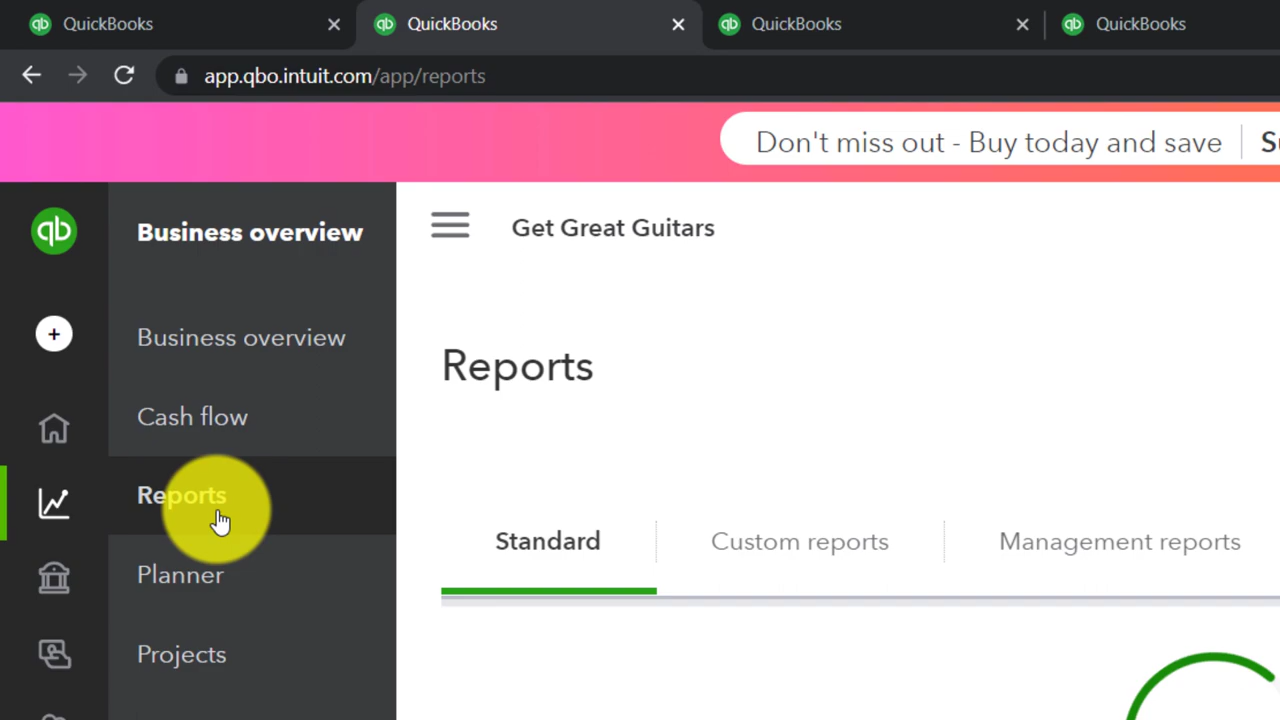 QuickBooks
QuickBooks
QuickBooks
QuickBooks
app.qbo.intuit.com/app/reports
Don't miss out - Buy today and save
qb
Business overview
Get Great Guitars
Business overview
Reports
Cash flow
Reports
Standard
Custom reports
Management reports
Planner
Projects